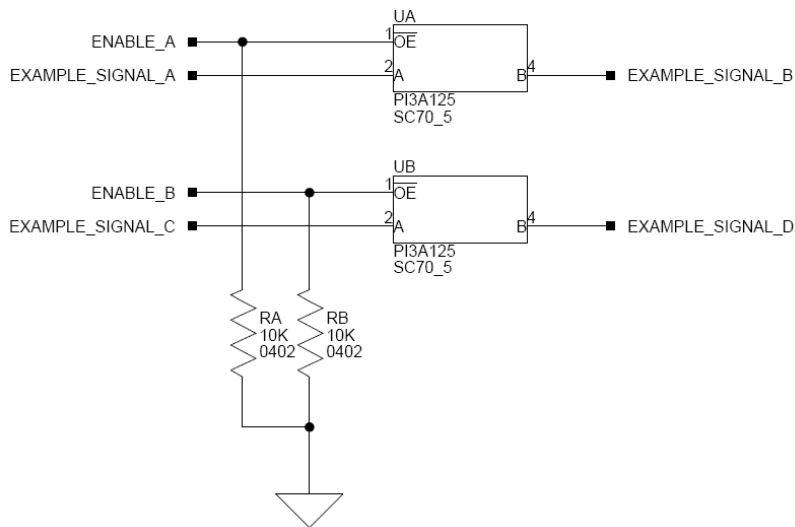 UA
ENABLE_A
1
OE
EXAMPLE_SIGNAL_A
2
A
B
4
EXAMPLE_SIGNAL_B
PI3A125
SC70_5
UB
ENABLE_B
1
OE
EXAMPLE_SIGNAL_C
2
A
B
4
EXAMPLE_SIGNAL_D
PI3A125
SC70_5
RA
10K
0402
RB
10K
0402